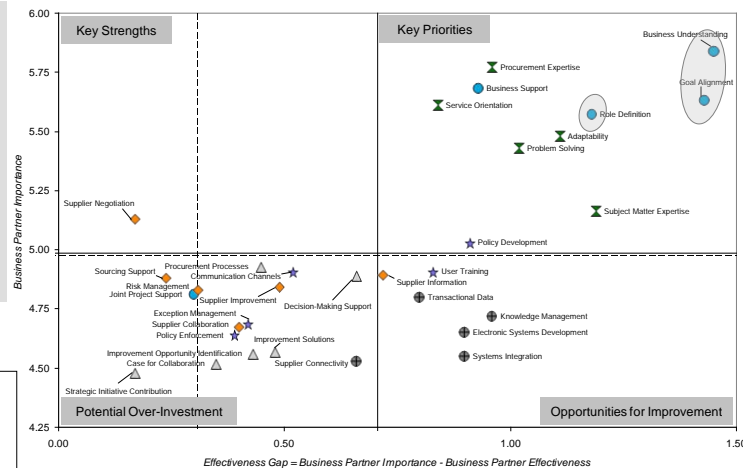 6.00
Key Strengths
Key Priorities
Business Understanding
5.75
Procurement Expertise
Business Support
Goal Alignment
Service Orientation
Role Definition
5.50
Adaptability
Problem Solving
5.25
Supplier Negotiation
Subject Matter Expertise
Policy Development
5.00
Procurement Processes
Sourcing Support
Communication Channels
User Training
Risk Management
Supplier Information
Joint Project Support
Supplier Improvement
Transactional Data
Decision-Making Support
4.75
Exception Management
Knowledge Management
Supplier Collaboration
Policy Enforcement
Improvement Solutions
Electronic Systems Development
Improvement Opportunity Identification
Systems Integration
Case for Collaboration
Supplier Connectivity
4.50
Strategic Initiative Contribution
Potential Over-Investment
Opportunities for Improvement
4.25
0.00
0.50
1.00
1.50
Business Partner Importance
Effectiveness Gap = Business Partner Importance - Business Partner Effectiveness